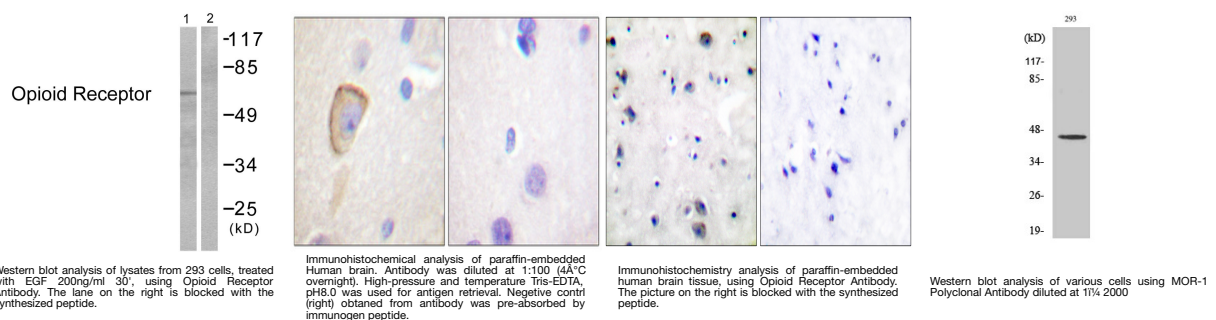 1 2
-117
-85
Opioid Receptor
-49
-34
-25
(kD)
Western blot analysis of lysates from 293 cells, treated
with EGF 200ng/ml 30', using Opioid Receptor
Antibody. The lane on the right is blocked with the
synthesized peptide.
Immunohistochemical analysis of paraffin-embedded
Human brain. Antibody was diluted at 1:100 (4Â°C
overnight). High-pressure and temperature Tris-EDTA,
pH8.0 was used for antigen retrieval. Negetive contrl
(right) obtaned from antibody was pre-absorbed by
immunogen peptide.
Immunohistochemistry analysis of paraffin-embedded
human brain tissue, using Opioid Receptor Antibody.
The picture on the right is blocked with the synthesized
peptide.
293
(kD)
117-
85-
48-
34-
26-
19-
Western blot analysis of various cells using MOR-1
Polyclonal Antibody diluted at 1ï¼ 2000